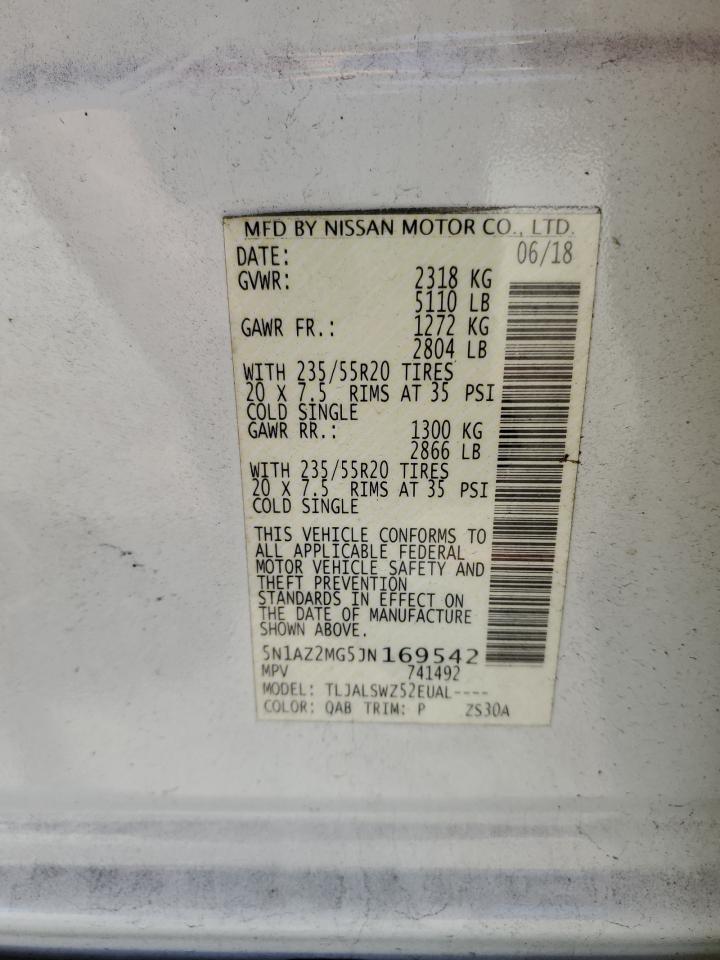 MFD BY NISSAN MOTOR CO., LTD.
DATE: 06/18
GVWR: 2318 KG
5110 LB
GAWR FR.: 1272 KG
2804 LB
WITH 235/55R20 TIRES
20 X 7.5 RIMS AT 35 PSI
COLD SINGLE
GAWR RR.: 1300 KG
2866 LB
WITH 235/55R20 TIRES
20 X 7.5 RIMS AT 35 PSI
COLD SINGLE
THIS VEHICLE CONFORMS TO
ALL APPLICABLE FEDERAL
MOTOR VEHICLE SAFETY AND
THEFT PREVENTION
STANDARDS IN EFFECT ON
THE DATE OF MANUFACTURE
SHOWN ABOVE.
5N1AZ2MG5JN169542
MPV 741492
MODEL: TLJALSWZ52EUAL----
COLOR: QAB TRIM: P ZS30A